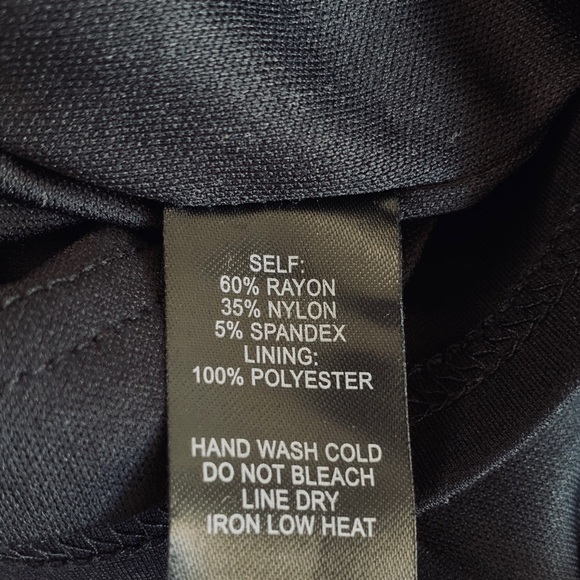 SELF:
60% RAYON
35% NYLON
5% SPANDEX
LINING:
100% POLYESTER
HAND WASH COLD
DO NOT BLEACH
LINE DRY
IRON LOW HEAT